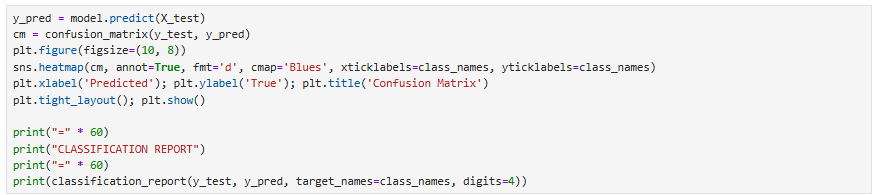 y_pred = model.predict(X_test)
cm = confusion_matrix(y_test, y_pred)
plt.figure(figsize=(10, 8))
sns.heatmap(cm, annot=True, fmt='d', cmap='Blues', xticklabels=class_names, yticklabels=class_names)
plt.xlabel('Predicted'); plt.ylabel('True'); plt.title('Confusion Matrix')
plt.tight_layout(); plt.show()

print("=" * 60)
print("CLASSIFICATION REPORT")
print("=" * 60)
print(classification_report(y_test, y_pred, target_names=class_names, digits=4))